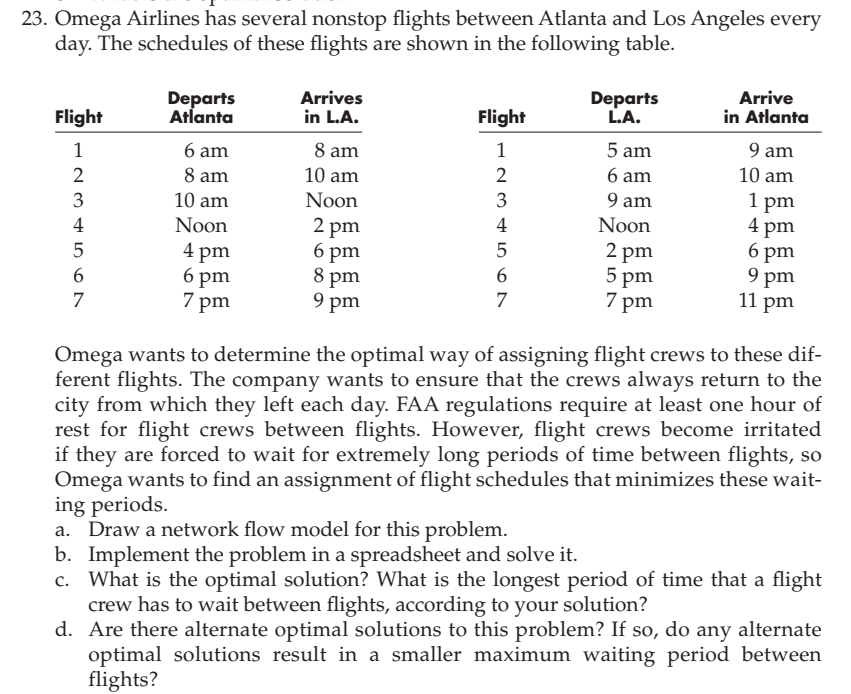 23. Omega Airlines has several nonstop flights between Atlanta and Los Angeles every
day. The schedules of these flights are shown in the following table.
Departs Arrives Departs Arrive
Flight Atlanta in L.A. Flight L.A. in Atlanta
1 6 am 8 am 1 5 am 9 am
2 8 am 10 am 2 6 am 10 am
3 10 am Noon 3 9 am 1 pm
4 Noon 2 pm 4 Noon 4 pm
5 4 pm 6 pm 5 2 pm 6 pm
6 6 pm 8 pm 6 5 pm 9 pm
7 7 pm 9 pm 7 7 pm 11 pm
Omega wants to determine the optimal way of assigning flight crews to these dif-
ferent flights. The company wants to ensure that the crews always return to the
city from which they left each day. FAA regulations require at least one hour of
rest for flight crews between flights. However, flight crews become irritated
if they are forced to wait for extremely long periods of time between flights, so
Omega wants to find an assignment of flight schedules that minimizes these wait-
ing periods.
a. Draw a network flow model for this problem.
b. Implement the problem in a spreadsheet and solve it.
c. What is the optimal solution? What is the longest period of time that a flight
crew has to wait between flights, according to your solution?
d. Are there alternate optimal solutions to this problem? If so, do any alternate
optimal solutions result in a smaller maximum waiting period between
flights?